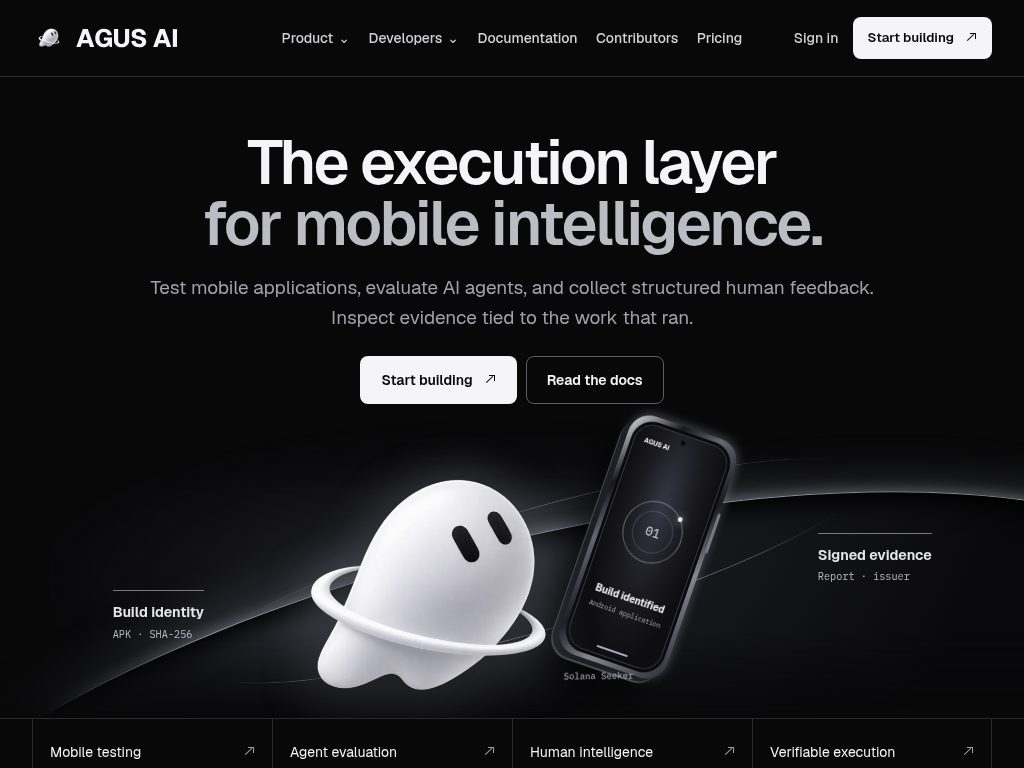 AGUS AI
Product
Developers
Documentation
Contributors
Pricing
Sign in
Start building
The execution layer
for mobile intelligence.
Test mobile applications, evaluate AI agents, and collect structured human feedback.
Inspect evidence tied to the work that ran.
Start building
Read the docs
AGUS AI
01
Build identified
Android application
Solana Seeker
Signed evidence
Report · issuer
Build identity
APK · SHA-256
Mobile testing
Agent evaluation
Human intelligence
Verifiable execution